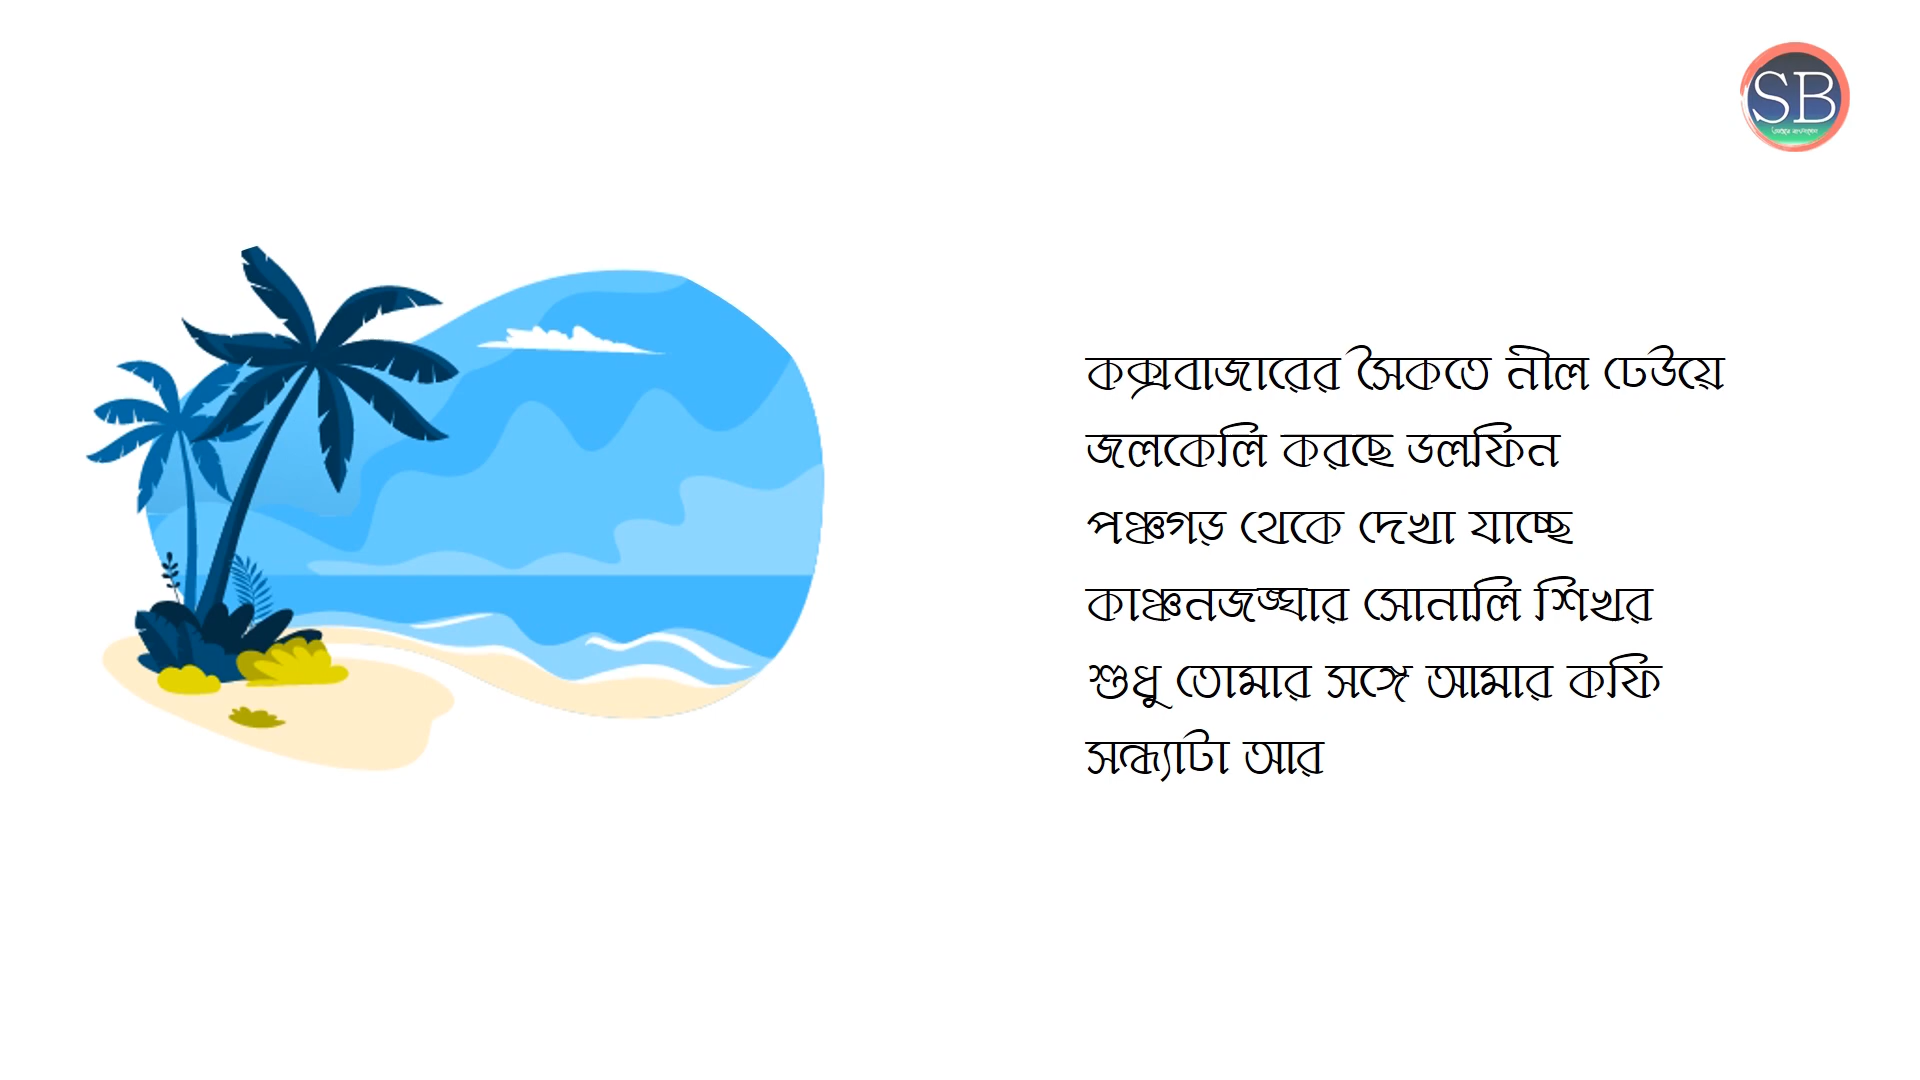 SB
কক্সবাজারের সৈকতে নীল ঢেউয়ে
জলকেলি করছে ডলফিন
পঞ্চগড় থেকে দেখা যাচ্ছে
কাঞ্চনজঙ্ঘার সোনালি শিখর
শুধু তোমার সঙ্গে আমার কফি
সন্ধ্যাটা আর